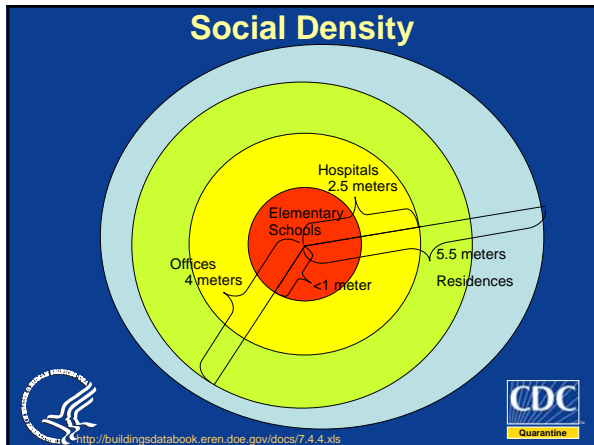 Social Density
Hospitals
2.5 meters
Elementary
Schools
Offices
4 meters
<1 meter
5.5 meters
Residences
CDC
Quarantine
http://buildingsdatabook.eren.doe.gov/docs/7.4.4.xls